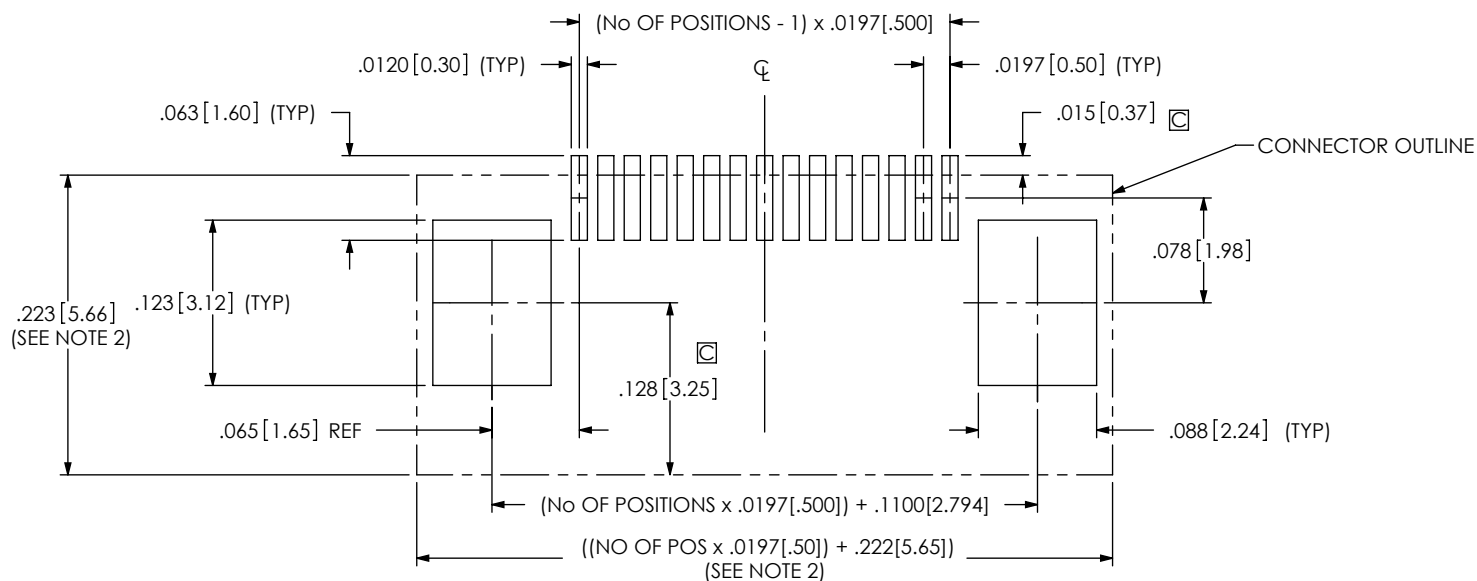 (No OF POSITIONS - 1) x .0197[.500]
.0120[0.30] (TYP)
℄
.0197[0.50] (TYP)
.063[1.60] (TYP)
.015[0.37] C
CONNECTOR OUTLINE
.078[1.98]
.223[5.66]
(SEE NOTE 2)
.123[3.12] (TYP)
C
.128[3.25]
.065[1.65] REF
.088[2.24] (TYP)
(No OF POSITIONS x .0197[.500]) + .1100[2.794]
((NO OF POS x .0197[.50]) + .222[5.65])
(SEE NOTE 2)